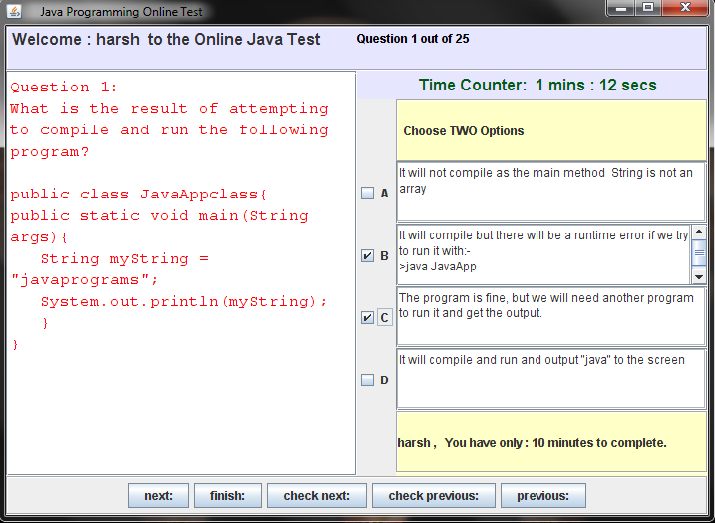 Java Programming Online Test
Welcome : harsh to the Online Java Test
Question 1 out of 25
Question 1:
What is the result of attempting
to compile and run the following
program?
public class JavaAppclass{
public static void main(String
args){
String myString =
"javaprograms";
System.out.println(myString);
}
}
Time Counter: 1 mins : 12 secs
Choose TWO Options
A
It will not compile as the main method String is not an
array
B
It will compile but there will be a runtime error if we try
to run it with:-
>java JavaApp
C
The program is fine, but we will need another program
to run it and get the output.
D
It will compile and run and output "java" to the screen
harsh , You have only : 10 minutes to complete.
next:
finish:
check next:
check previous:
previous: